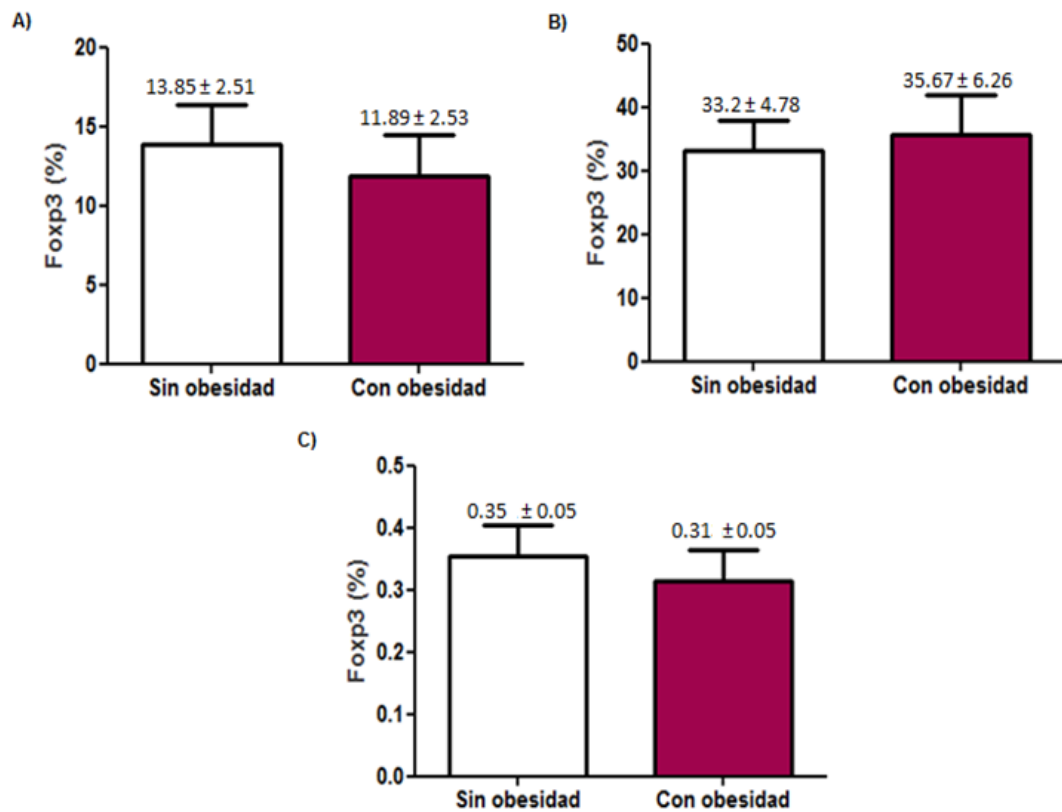 A)
Foxp3 (%)
20
15
10
5
0
13.85 ± 2.51
11.89 ± 2.53
Sin obesidad
Con obesidad
B)
Foxp3 (%)
50
40
30
20
10
0
33.2 ± 4.78
35.67 ± 6.26
Sin obesidad
Con obesidad
C)
Foxp3 (%)
0.5
0.4
0.3
0.2
0.1
0.0
0.35 ± 0.05
0.31 ± 0.05
Sin obesidad
Con obesidad